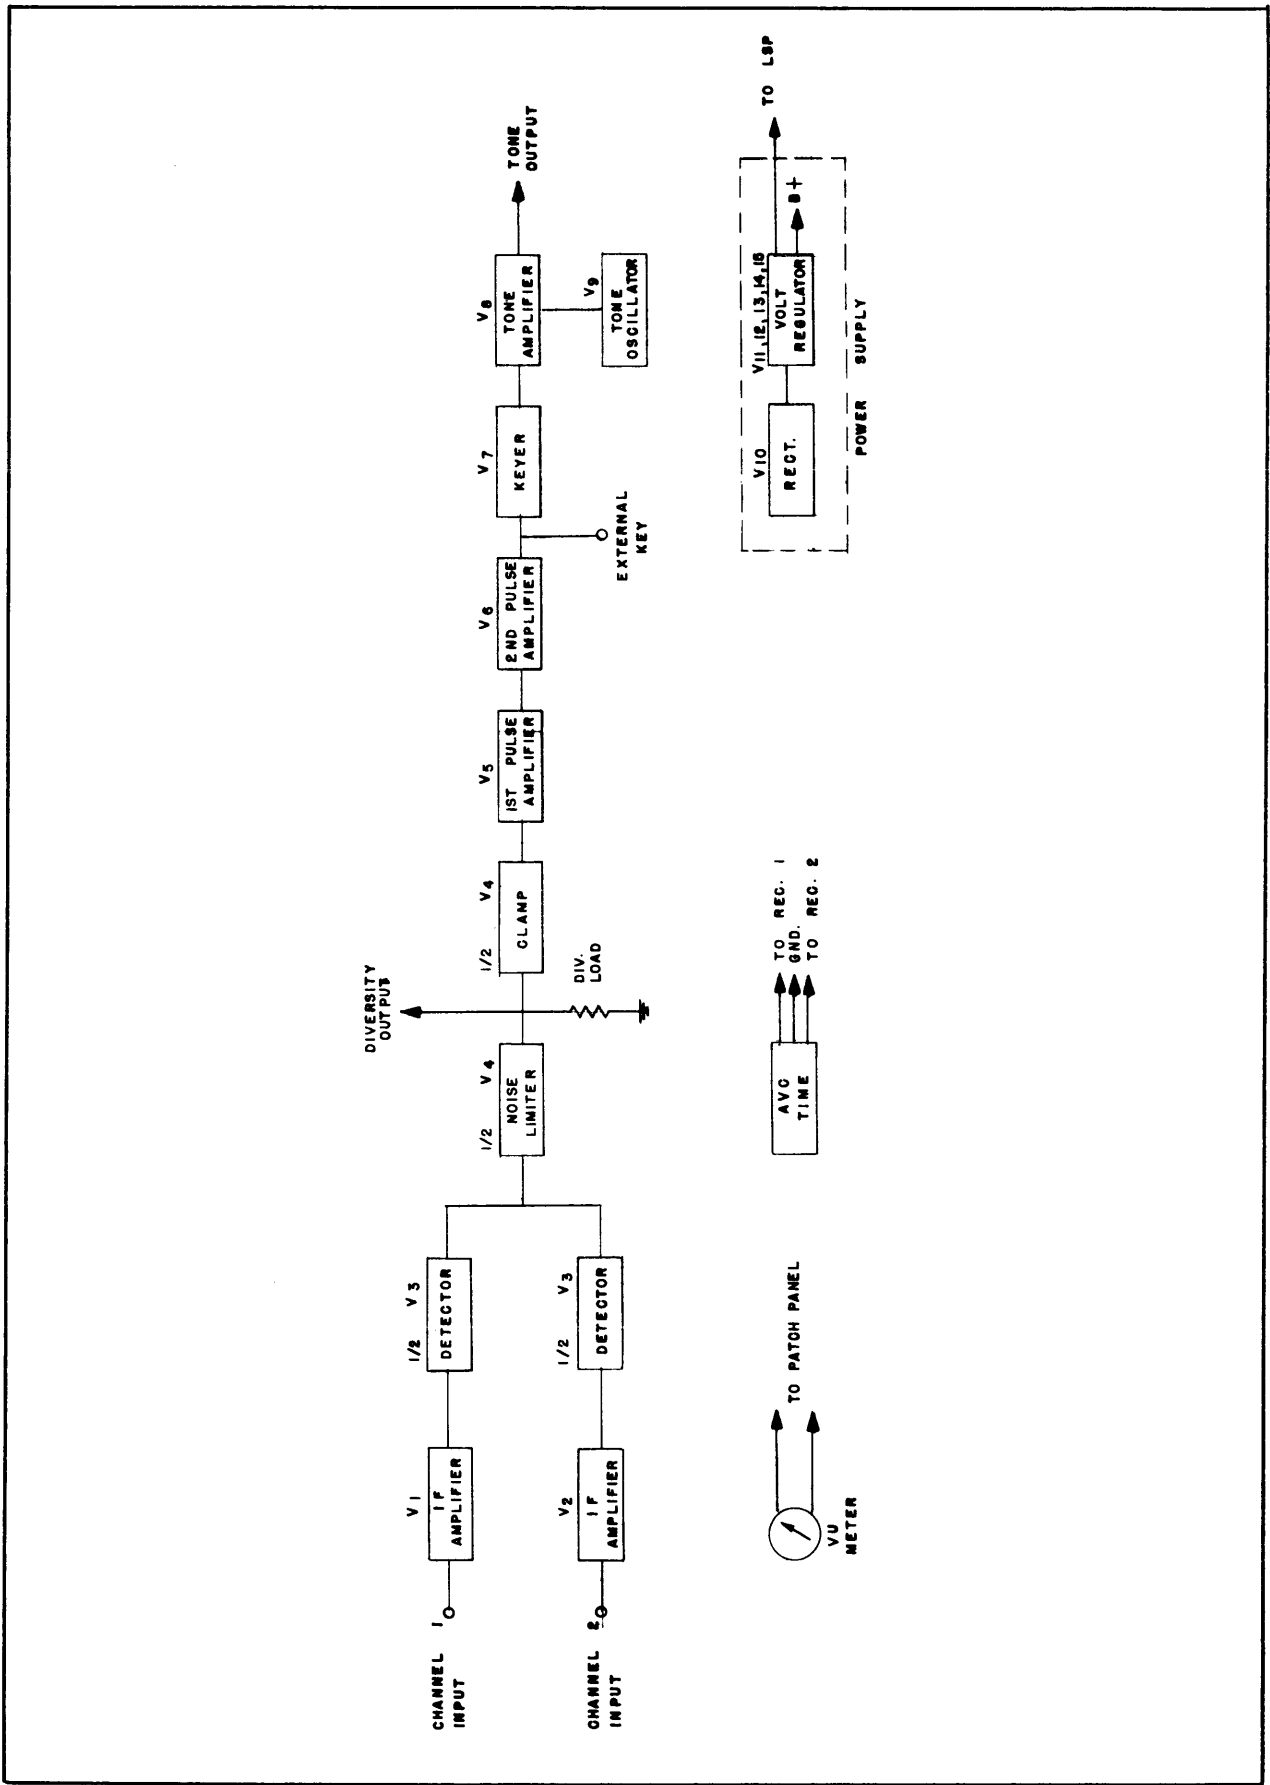 CHANNEL 1
INPUT
V1
IF
AMPLIFIER
1/2 V3
DETECTOR
CHANNEL 2
INPUT
V2
IF
AMPLIFIER
1/2 V3
DETECTOR
1/2 V4
NOISE
LIMITER
DIVERSITY
OUTPUT
DIV.
LOAD
1/2 V4
CLAMP
V5
1ST PULSE
AMPLIFIER
V6
2ND PULSE
AMPLIFIER
EXTERNAL
KEY
V7
KEYER
V8
TONE
AMPLIFIER
V9
TONE
OSCILLATOR
TONE
OUTPUT
VU
METER
TO PATCH PANEL
AVC
TIME
TO REC. 1
GND.
TO REC. 2
V10
RECT.
V11,12,13,14,15
VOLT
REGULATOR
B+
TO LSP
POWER SUPPLY